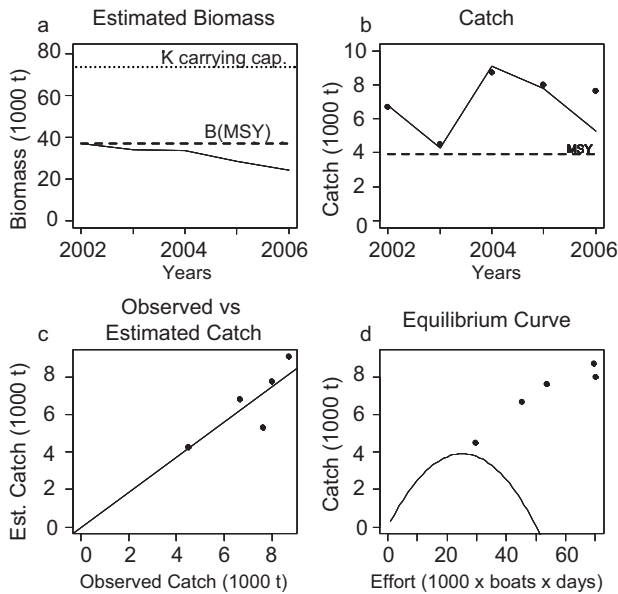 a
Estimated Biomass
Biomass (1000 t)
80
60
40
20
0
K carrying cap.
B(MSY)
2002 2004 2006
Years
b
Catch
Catch (1000 t)
10
8
6
4
2
0
MSY
2002 2004 2006
Years
c
Observed vs
Estimated Catch
Est. Catch (1000 t)
8
6
4
2
0
0 2 4 6 8
Observed Catch (1000 t)
d
Equilibrium Curve
Catch (1000 t)
8
6
4
2
0
0 20 40 60
Effort (1000 x boats x days)